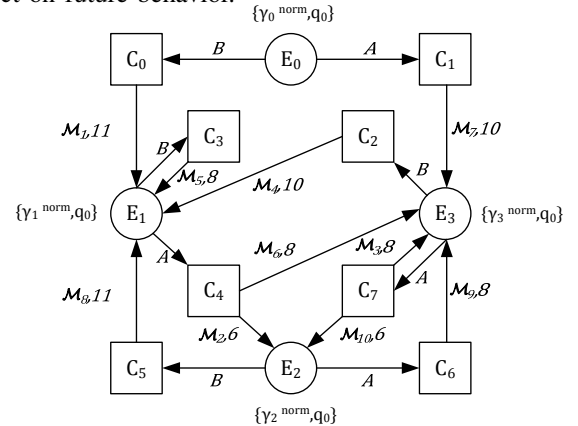 ct on future behavior.
{γ₀ ⁿᵒʳᵐ,q₀}
C₀ B E₀ A C₁
ℳ₁,11 ℳ₇,10
C₃ C₂
B B
ℳ₅,8 ℳ₄,10
{γ₁ ⁿᵒʳᵐ,q₀} E₁ E₃ {γ₃ ⁿᵒʳᵐ,q₀}
A ℳ₆,8 ℳ₃,8 A
C₄ C₇
ℳ₈,11 ℳ₉,8
ℳ₂,6 ℳ₁₀,6
C₅ B E₂ A C₆
{γ₂ ⁿᵒʳᵐ,q₀}